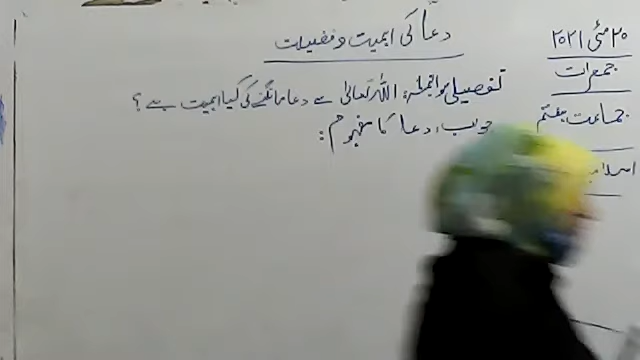 دعا کی اہمیت و فضیلت
۲۰ مئی ۲۰۲۱
جمعرات
جماعت ہفتم
تفصیلی سوال نمبر۱: اللہ تعالیٰ سے دعا مانگنے کی کیا اہمیت ہے؟
جواب: دعا کا مفہوم: